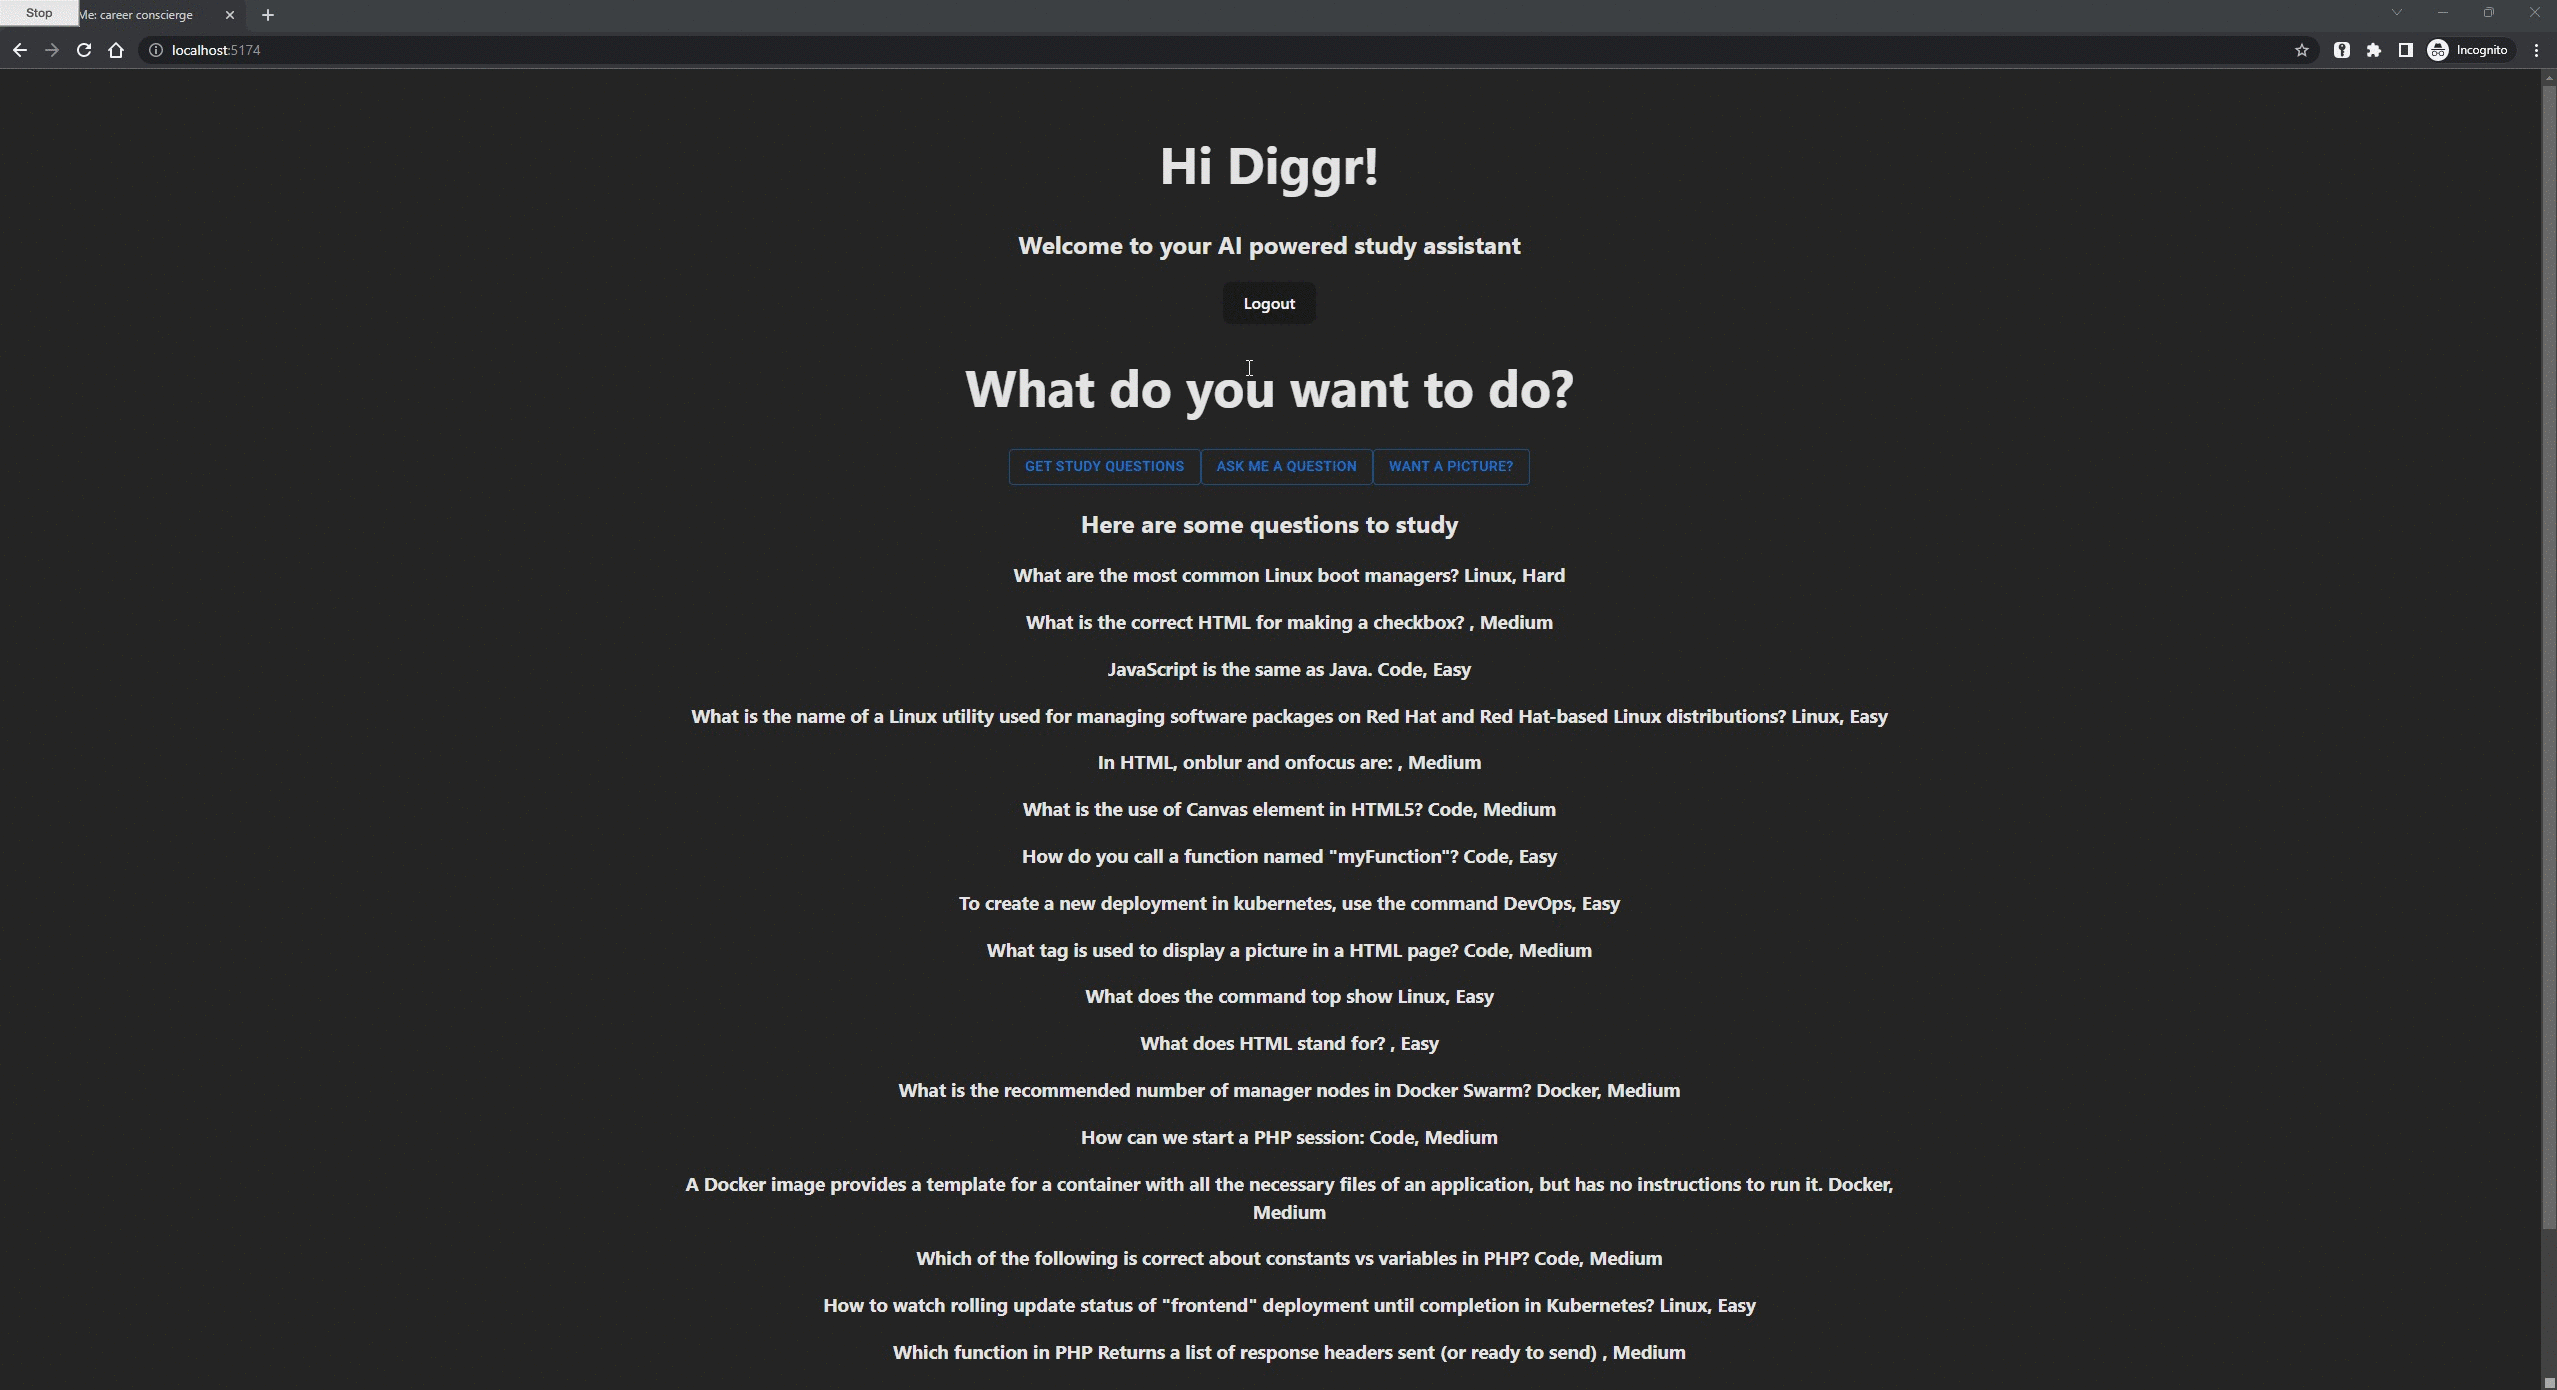 Stop
Me: career conscierge
localhost:5174
Incognito
Hi Diggr!
Welcome to your AI powered study assistant
Logout
What do you want to do?
GET STUDY QUESTIONS ASK ME A QUESTION WANT A PICTURE?
Here are some questions to study
What are the most common Linux boot managers? Linux, Hard
What is the correct HTML for making a checkbox? , Medium
JavaScript is the same as Java. Code, Easy
What is the name of a Linux utility used for managing software packages on Red Hat and Red Hat-based Linux distributions? Linux, Easy
In HTML, onblur and onfocus are: , Medium
What is the use of Canvas element in HTML5? Code, Medium
How do you call a function named "myFunction"? Code, Easy
To create a new deployment in kubernetes, use the command DevOps, Easy
What tag is used to display a picture in a HTML page? Code, Medium
What does the command top show Linux, Easy
What does HTML stand for? , Easy
What is the recommended number of manager nodes in Docker Swarm? Docker, Medium
How can we start a PHP session: Code, Medium
A Docker image provides a template for a container with all the necessary files of an application, but has no instructions to run it. Docker,
Medium
Which of the following is correct about constants vs variables in PHP? Code, Medium
How to watch rolling update status of "frontend" deployment until completion in Kubernetes? Linux, Easy
Which function in PHP Returns a list of response headers sent (or ready to send) , Medium